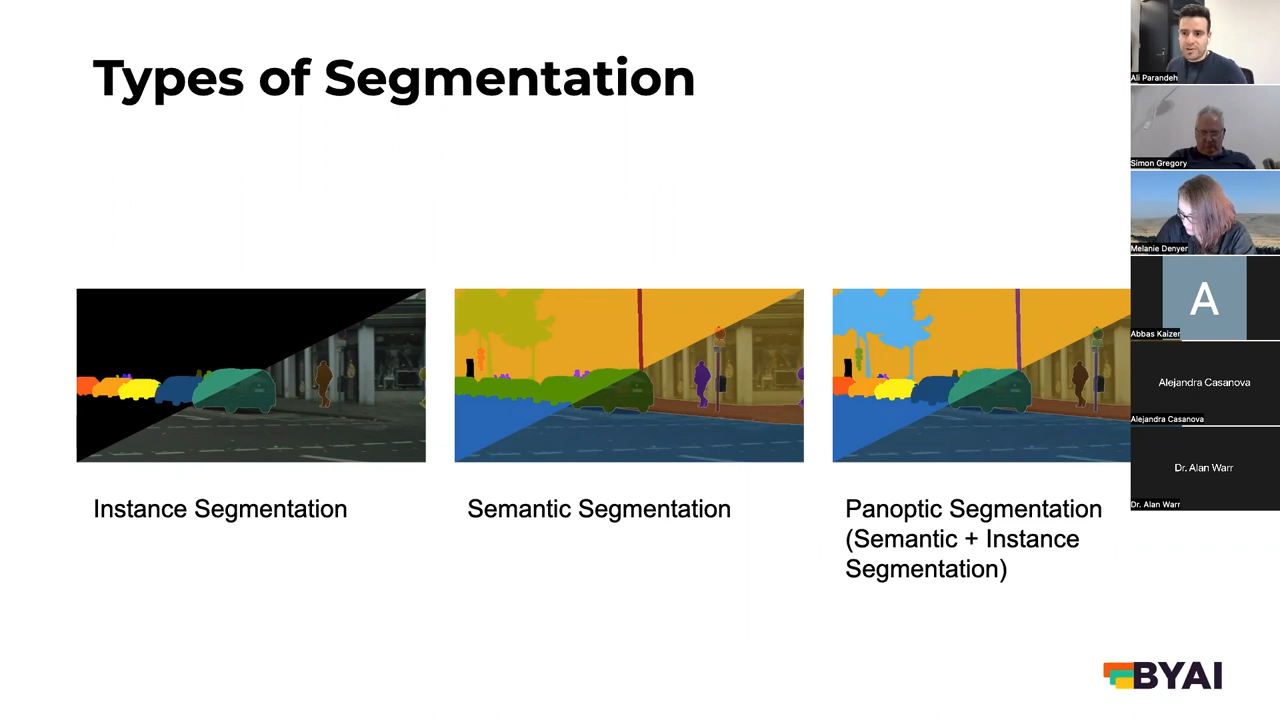 Types of Segmentation
Instance Segmentation
Semantic Segmentation
Panoptic Segmentation
(Semantic + Instance
Segmentation)
BYAI
Ali Parandeh
Simon Gregory
Melanie Denyer
A
Abbas Kaizer
Alejandra Casanova
Alejandra Casanova
Dr. Alan Warr
Dr. Alan Warr